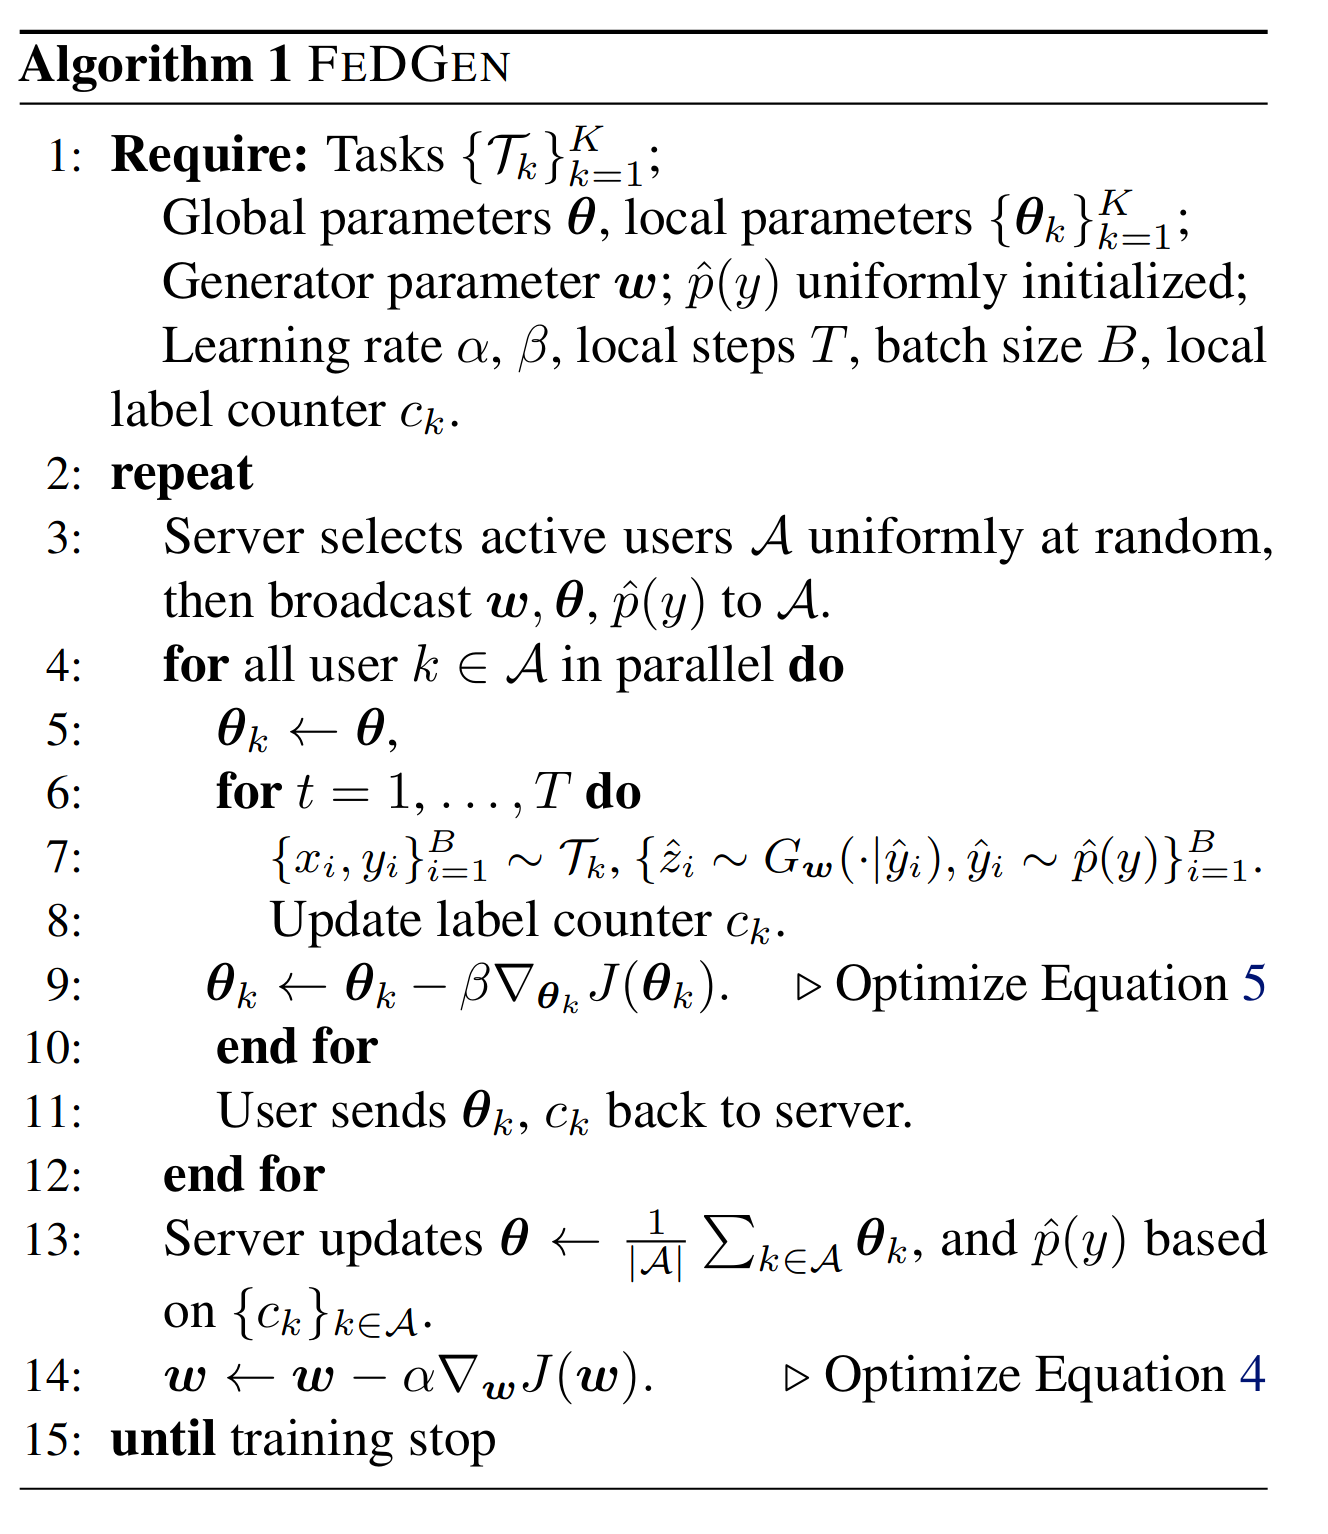 Algorithm 1 FEDGEN
1: Require: Tasks $\{\mathcal{T}_k\}_{k=1}^{K}$;
Global parameters $\boldsymbol{\theta}$, local parameters $\{\boldsymbol{\theta}_k\}_{k=1}^{K}$;
Generator parameter $\boldsymbol{w}$; $\hat{p}(y)$ uniformly initialized;
Learning rate $\alpha$, $\beta$, local steps $T$, batch size $B$, local
label counter $c_k$.
2: repeat
3: Server selects active users $\mathcal{A}$ uniformly at random,
then broadcast $\boldsymbol{w}, \boldsymbol{\theta}, \hat{p}(y)$ to $\mathcal{A}$.
4: for all user $k \in \mathcal{A}$ in parallel do
5: $\boldsymbol{\theta}_k \leftarrow \boldsymbol{\theta}$,
6: for $t = 1, \ldots, T$ do
7: $\{x_i, y_i\}_{i=1}^{B} \sim \mathcal{T}_k, \{\hat{z}_i \sim G_{\boldsymbol{w}}(\cdot|\hat{y}_i), \hat{y}_i \sim \hat{p}(y)\}_{i=1}^{B}$.
8: Update label counter $c_k$.
9: $\boldsymbol{\theta}_k \leftarrow \boldsymbol{\theta}_k - \beta \nabla_{\boldsymbol{\theta}_k} J(\boldsymbol{\theta}_k)$. ▷ Optimize Equation 5
10: end for
11: User sends $\boldsymbol{\theta}_k$, $c_k$ back to server.
12: end for
13: Server updates $\boldsymbol{\theta} \leftarrow \frac{1}{|\mathcal{A}|} \sum_{k \in \mathcal{A}} \boldsymbol{\theta}_k$, and $\hat{p}(y)$ based
on $\{c_k\}_{k \in \mathcal{A}}$.
14: $\boldsymbol{w} \leftarrow \boldsymbol{w} - \alpha \nabla_{\boldsymbol{w}} J(\boldsymbol{w})$. ▷ Optimize Equation 4
15: until training stop